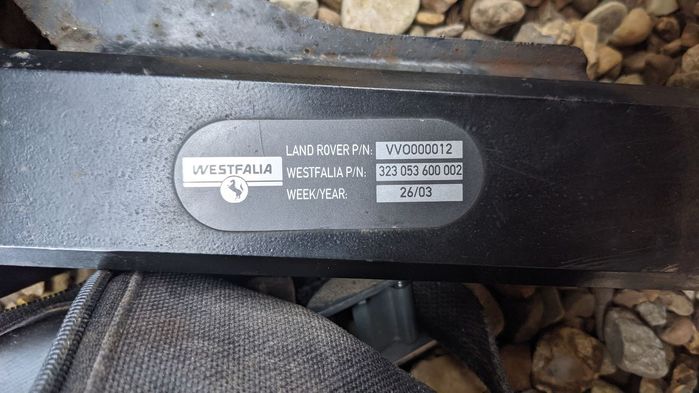 LAND ROVER P/N: VVO000012
WESTFALIA
WESTFALIA P/N: 323 053 600 002
WEEK/YEAR: 26/03